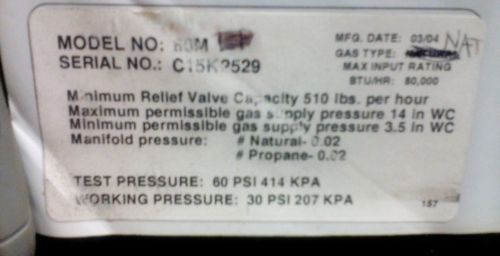 MODEL NO: 80M
MFG. DATE: 03/04
SERIAL NO.: C15K2529
GAS TYPE: NAT
MAX INPUT RATING
BTU/HR: 80,000
Minimum Relief Valve Capacity 510 lbs. per hour
Maximum permissible gas supply pressure 14 in WC
Minimum permissible gas supply pressure 3.5 in WC
Manifold pressure: # Natural- 0.02
# Propane- 0.02
TEST PRESSURE: 60 PSI 414 KPA
WORKING PRESSURE: 30 PSI 207 KPA
157